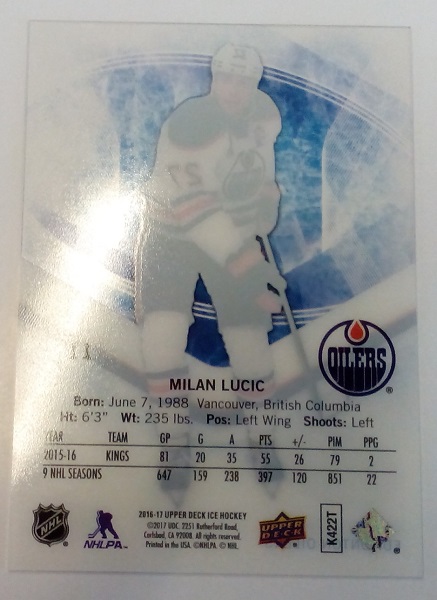 11
OILERS
®
MILAN LUCIC
Born: June 7, 1988 Vancouver, British Columbia
Ht: 6'3" Wt: 235 lbs. Pos: Left Wing Shoots: Left
YEAR TEAM GP G A PTS +/- PIM PPG
2015-16 KINGS 81 20 35 55 26 79 2
9 NHL SEASONS 647 159 238 397 120 851 22
2016-17 UPPER DECK ICE HOCKEY
©2017 UDC. 2251 Rutherford Road,
Carlsbad, CA 92008. All rights reserved.
Printed in the USA. ©NHLPA. © NHL.
NHL
NHLPA™
UPPER DECK
K422T
®